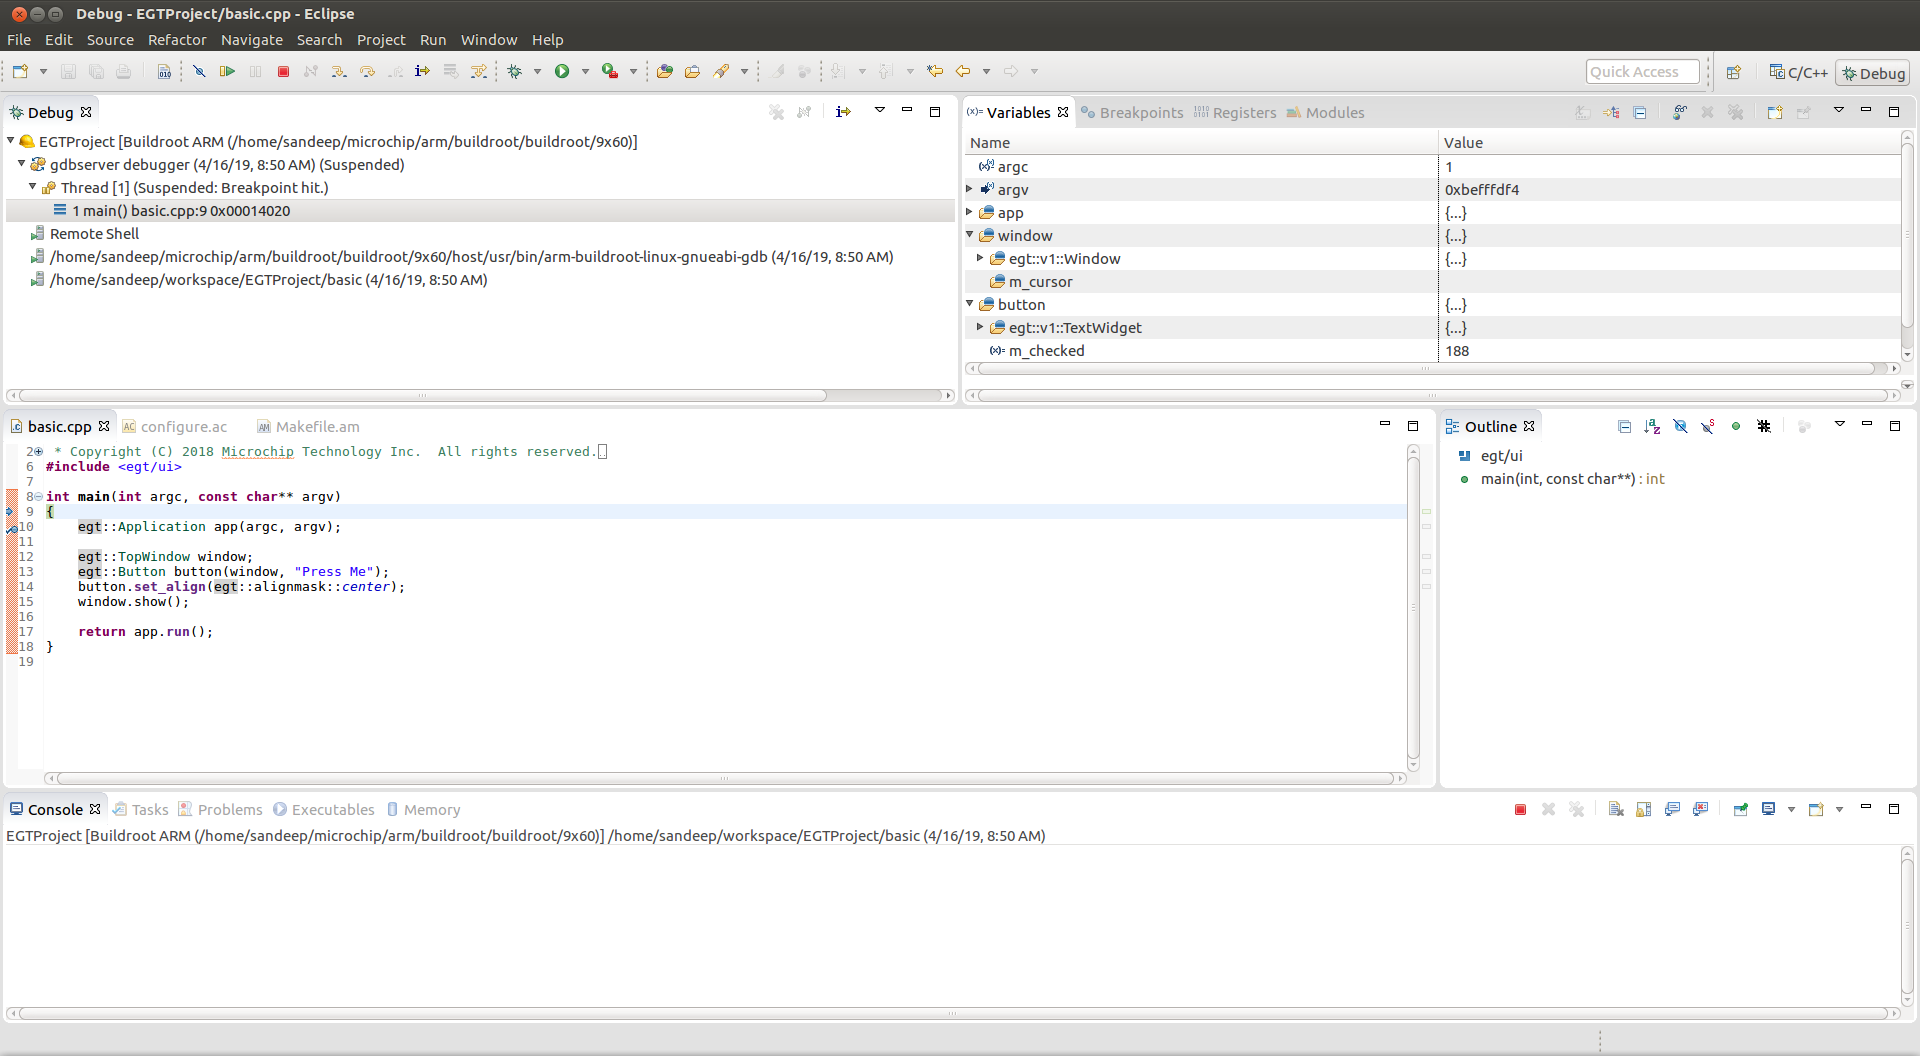 Debug - EGTProject/basic.cpp - Eclipse
File Edit Source Refactor Navigate Search Project Run Window Help
Quick Access C/C++ Debug
Debug
EGTProject [Buildroot ARM (/home/sandeep/microchip/arm/buildroot/buildroot/9x60)]
gdbserver debugger (4/16/19, 8:50 AM) (Suspended)
Thread [1] (Suspended: Breakpoint hit.)
1 main() basic.cpp:9 0x00014020
Remote Shell
/home/sandeep/microchip/arm/buildroot/buildroot/9x60/host/usr/bin/arm-buildroot-linux-gnueabi-gdb (4/16/19, 8:50 AM)
/home/sandeep/workspace/EGTProject/basic (4/16/19, 8:50 AM)
(x)= Variables Breakpoints Registers Modules
Name Value
argc 1
argv 0xbefffdf4
app {...}
window {...}
egt::v1::Window {...}
m_cursor
button {...}
egt::v1::TextWidget {...}
(x)= m_checked 188
basic.cpp configure.ac Makefile.am
2 * Copyright (C) 2018 Microchip Technology Inc.  All rights reserved.
6 #include <egt/ui>
7
8 int main(int argc, const char** argv)
9 {
10     egt::Application app(argc, argv);
11
12     egt::TopWindow window;
13     egt::Button button(window, "Press Me");
14     button.set_align(egt::alignmask::center);
15     window.show();
16
17     return app.run();
18 }
19
Outline
egt/ui
main(int, const char**) : int
Console Tasks Problems Executables Memory
EGTProject [Buildroot ARM (/home/sandeep/microchip/arm/buildroot/buildroot/9x60)] /home/sandeep/workspace/EGTProject/basic (4/16/19, 8:50 AM)